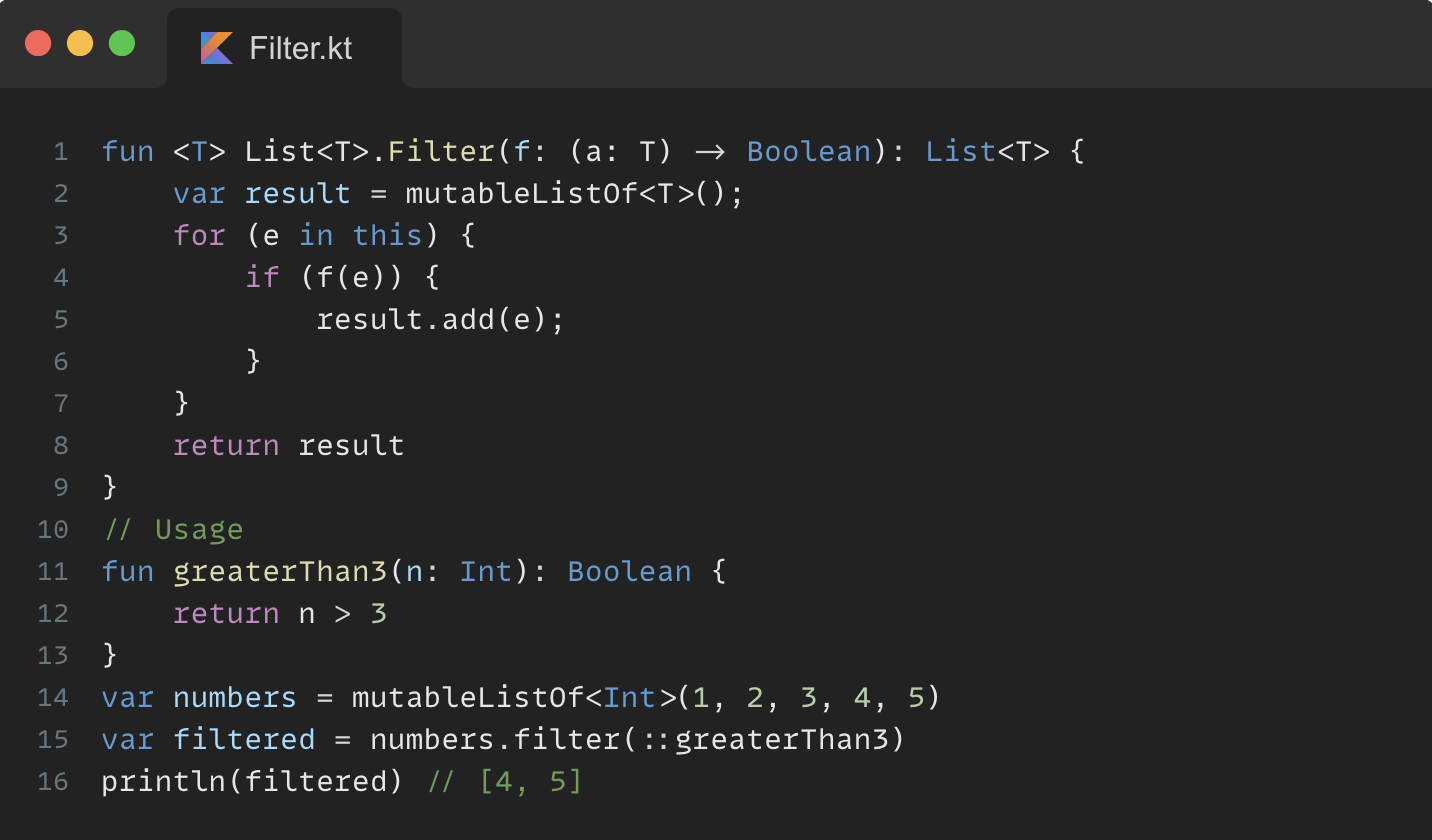 Filter.kt
1 fun <T> List<T>.Filter(f: (a: T) -> Boolean): List<T> {
2     var result = mutableListOf<T>();
3     for (e in this) {
4         if (f(e)) {
5             result.add(e);
6         }
7     }
8     return result
9 }
10 // Usage
11 fun greaterThan3(n: Int): Boolean {
12     return n > 3
13 }
14 var numbers = mutableListOf<Int>(1, 2, 3, 4, 5)
15 var filtered = numbers.filter(::greaterThan3)
16 println(filtered) // [4, 5]